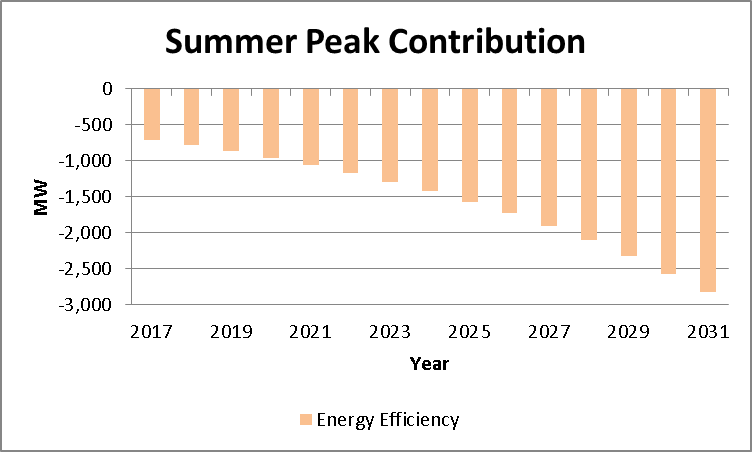 Summer Peak Contribution
0
-500
-1,000
-1,500
-2,000
-2,500
-3,000
MW
2017 2019 2021 2023 2025 2027 2029 2031
Year
Energy Efficiency